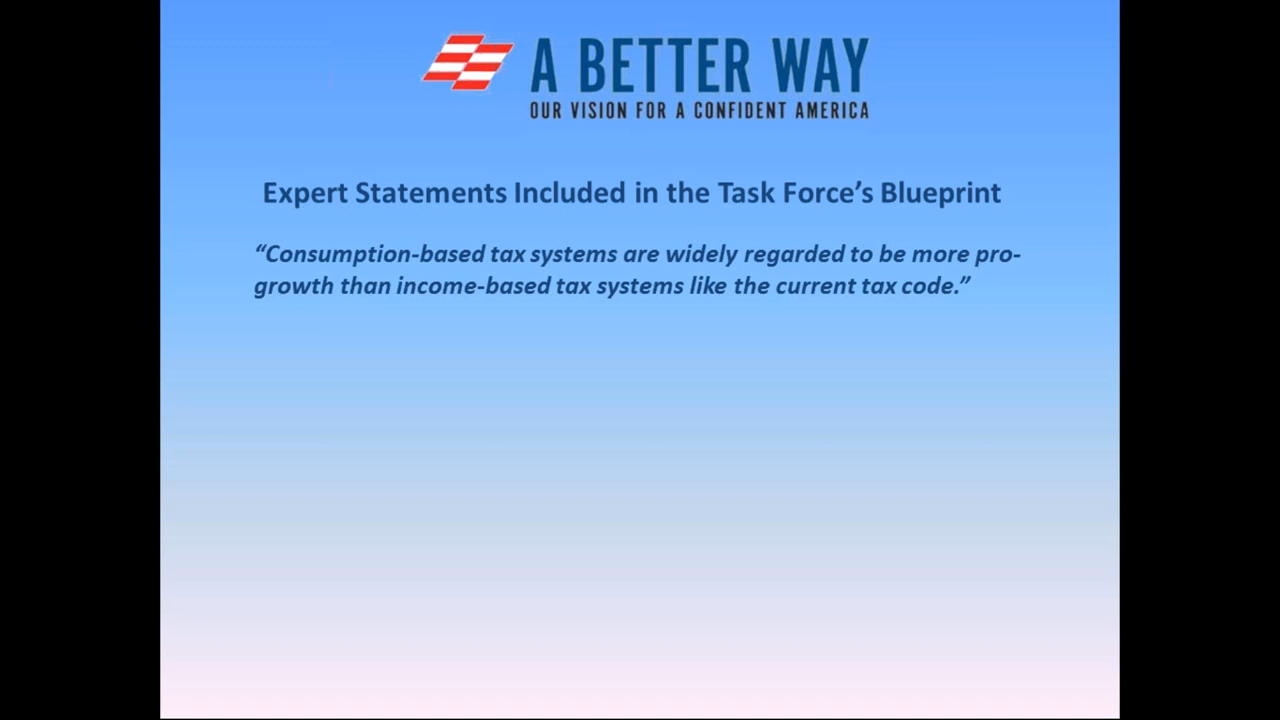 A BETTER WAY
OUR VISION FOR A CONFIDENT AMERICA
Expert Statements Included in the Task Force’s Blueprint
“Consumption-based tax systems are widely regarded to be more pro-
growth than income-based tax systems like the current tax code.”